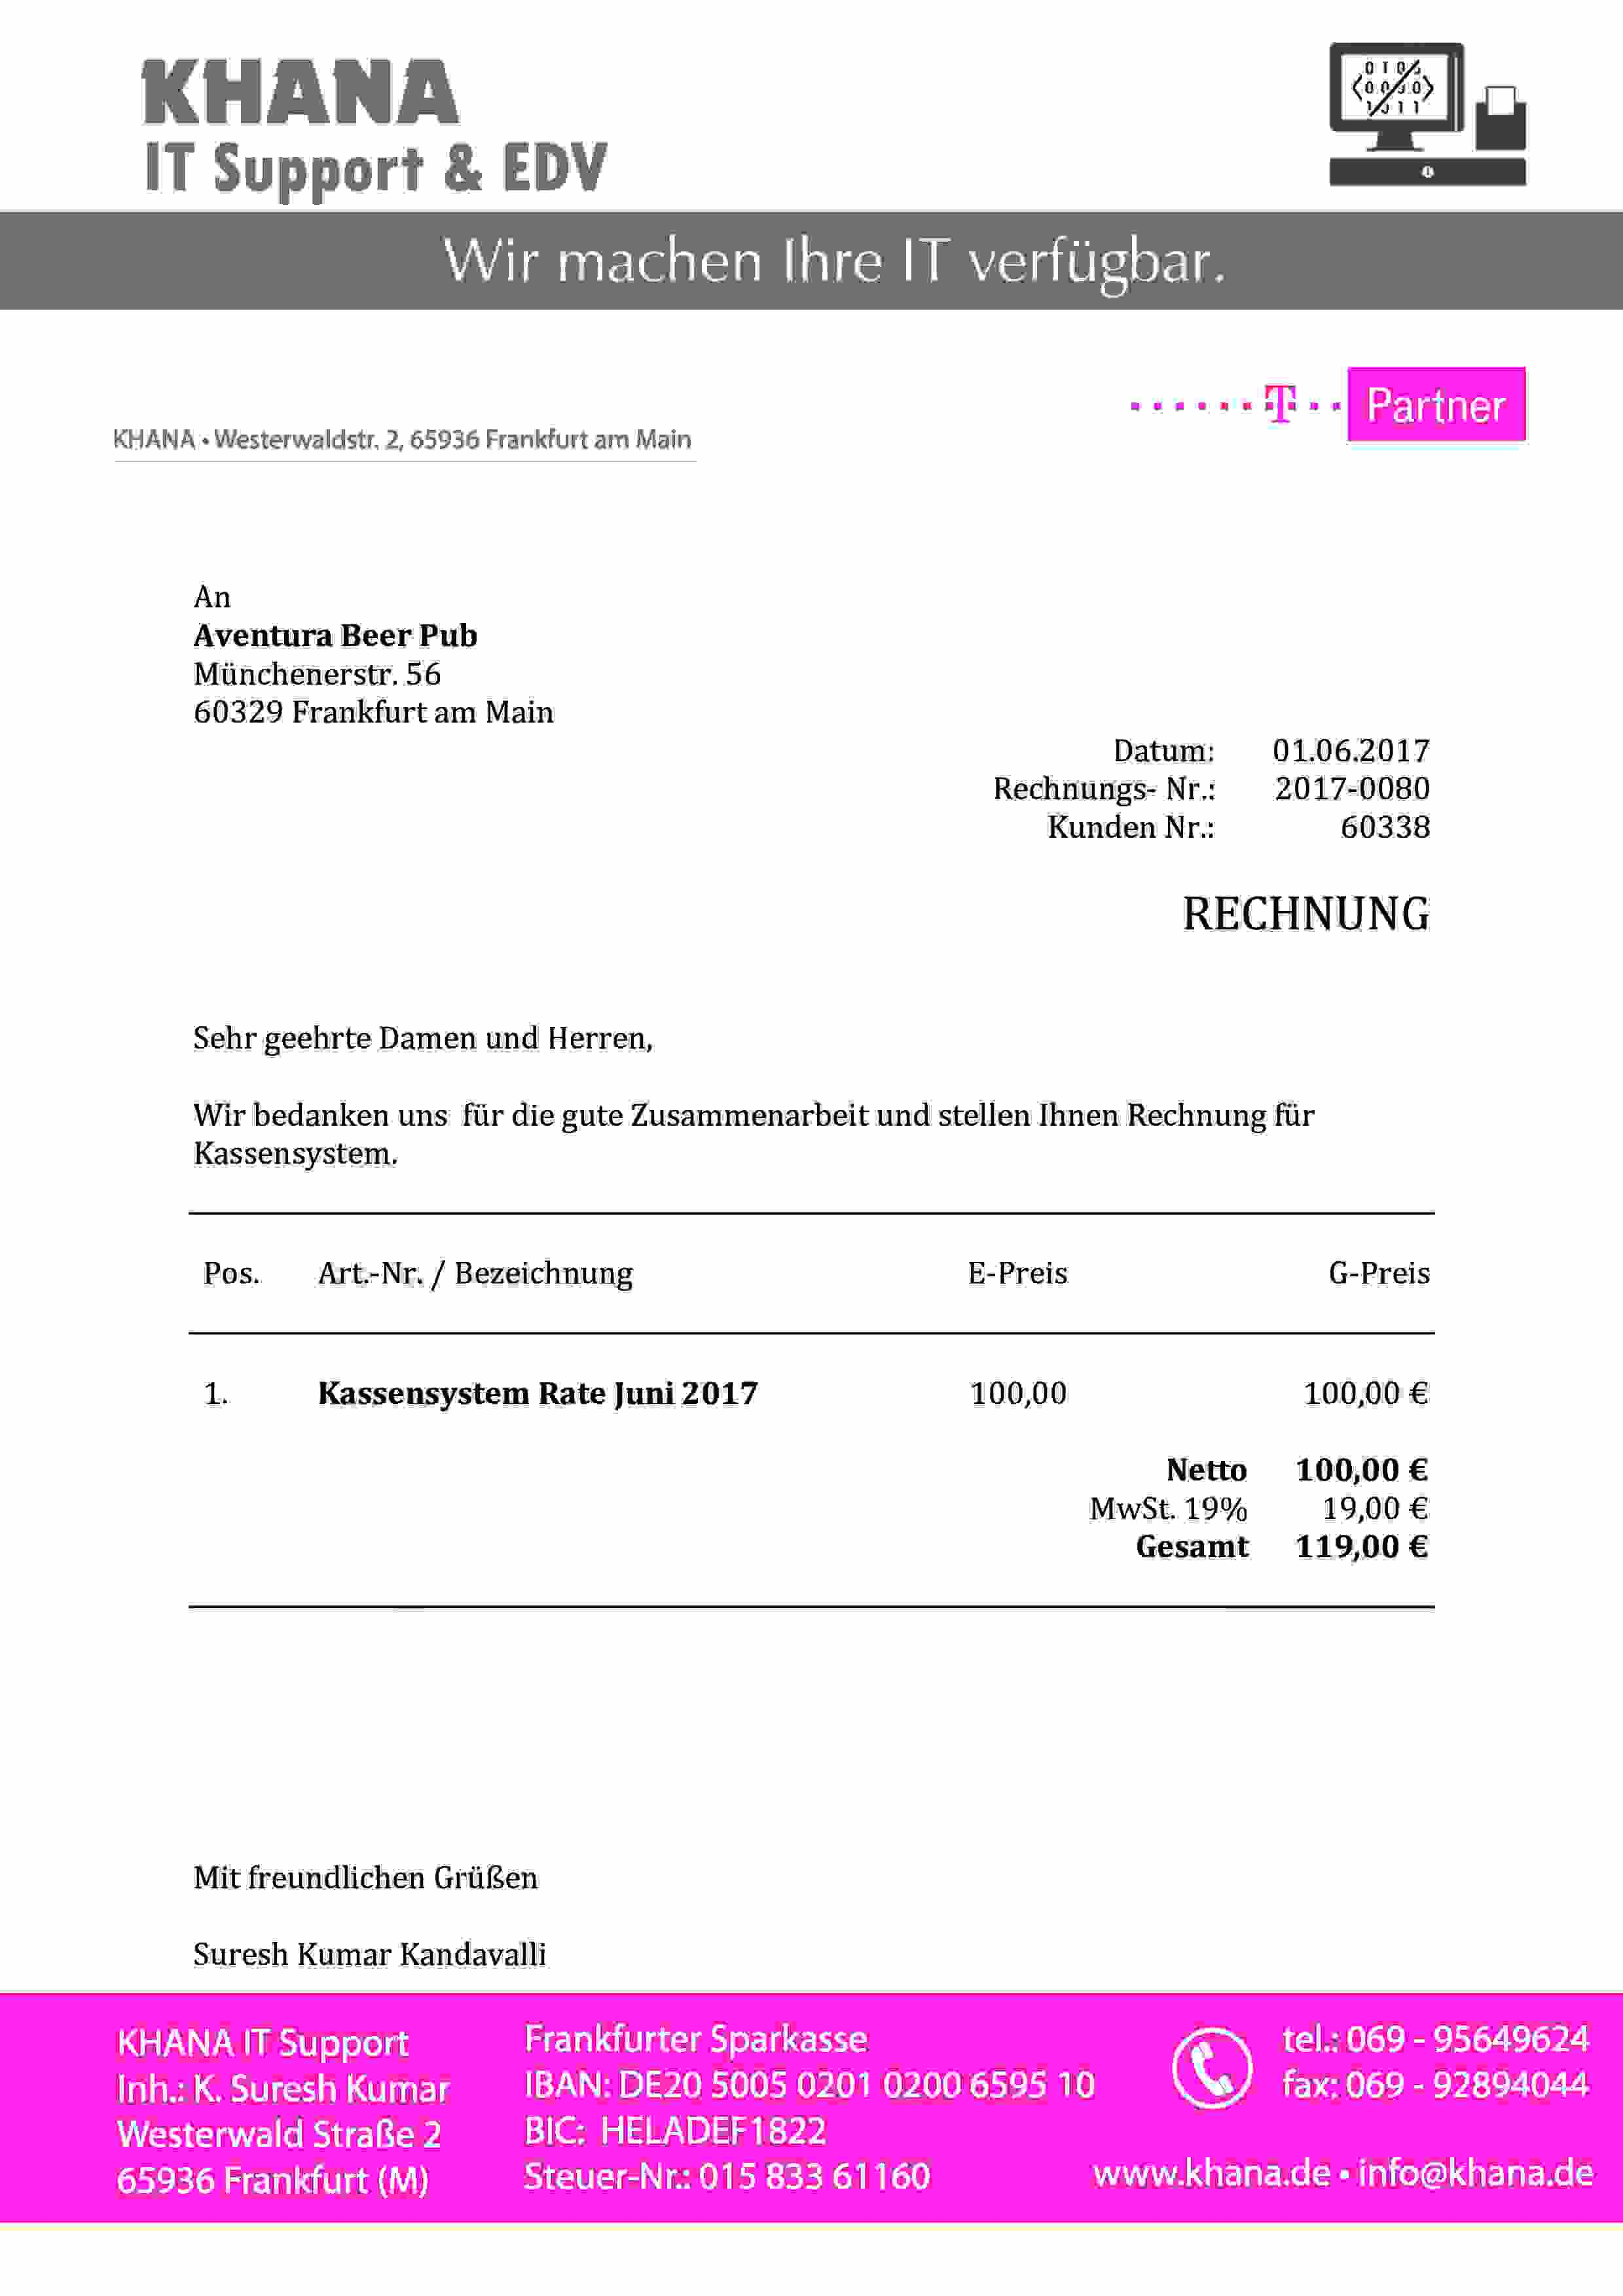 KHANA
IT Support & EDV
Wir machen Ihre IT verfügbar.
T Partner
KHANA • Westerwaldstr. 2, 65936 Frankfurt am Main
An
Aventura Beer Pub
Münchenerstr. 56
60329 Frankfurt am Main
Datum: 01.06.2017
Rechnungs- Nr.: 2017-0080
Kunden Nr.: 60338
RECHNUNG
Sehr geehrte Damen und Herren,
Wir bedanken uns für die gute Zusammenarbeit und stellen Ihnen Rechnung für
Kassensystem.
Pos. Art.-Nr. / Bezeichnung E-Preis G-Preis
1. Kassensystem Rate Juni 2017 100,00 100,00 €
Netto 100,00 €
MwSt. 19% 19,00 €
Gesamt 119,00 €
Mit freundlichen Grüßen
Suresh Kumar Kandavalli
KHANA IT Support
Inh.: K. Suresh Kumar
Westerwald Straße 2
65936 Frankfurt (M)
Frankfurter Sparkasse
IBAN: DE20 5005 0201 0200 6595 10
BIC: HELADEF1822
Steuer-Nr.: 015 833 61160
tel.: 069 - 95649624
fax: 069 - 92894044
www.khana.de • info@khana.de